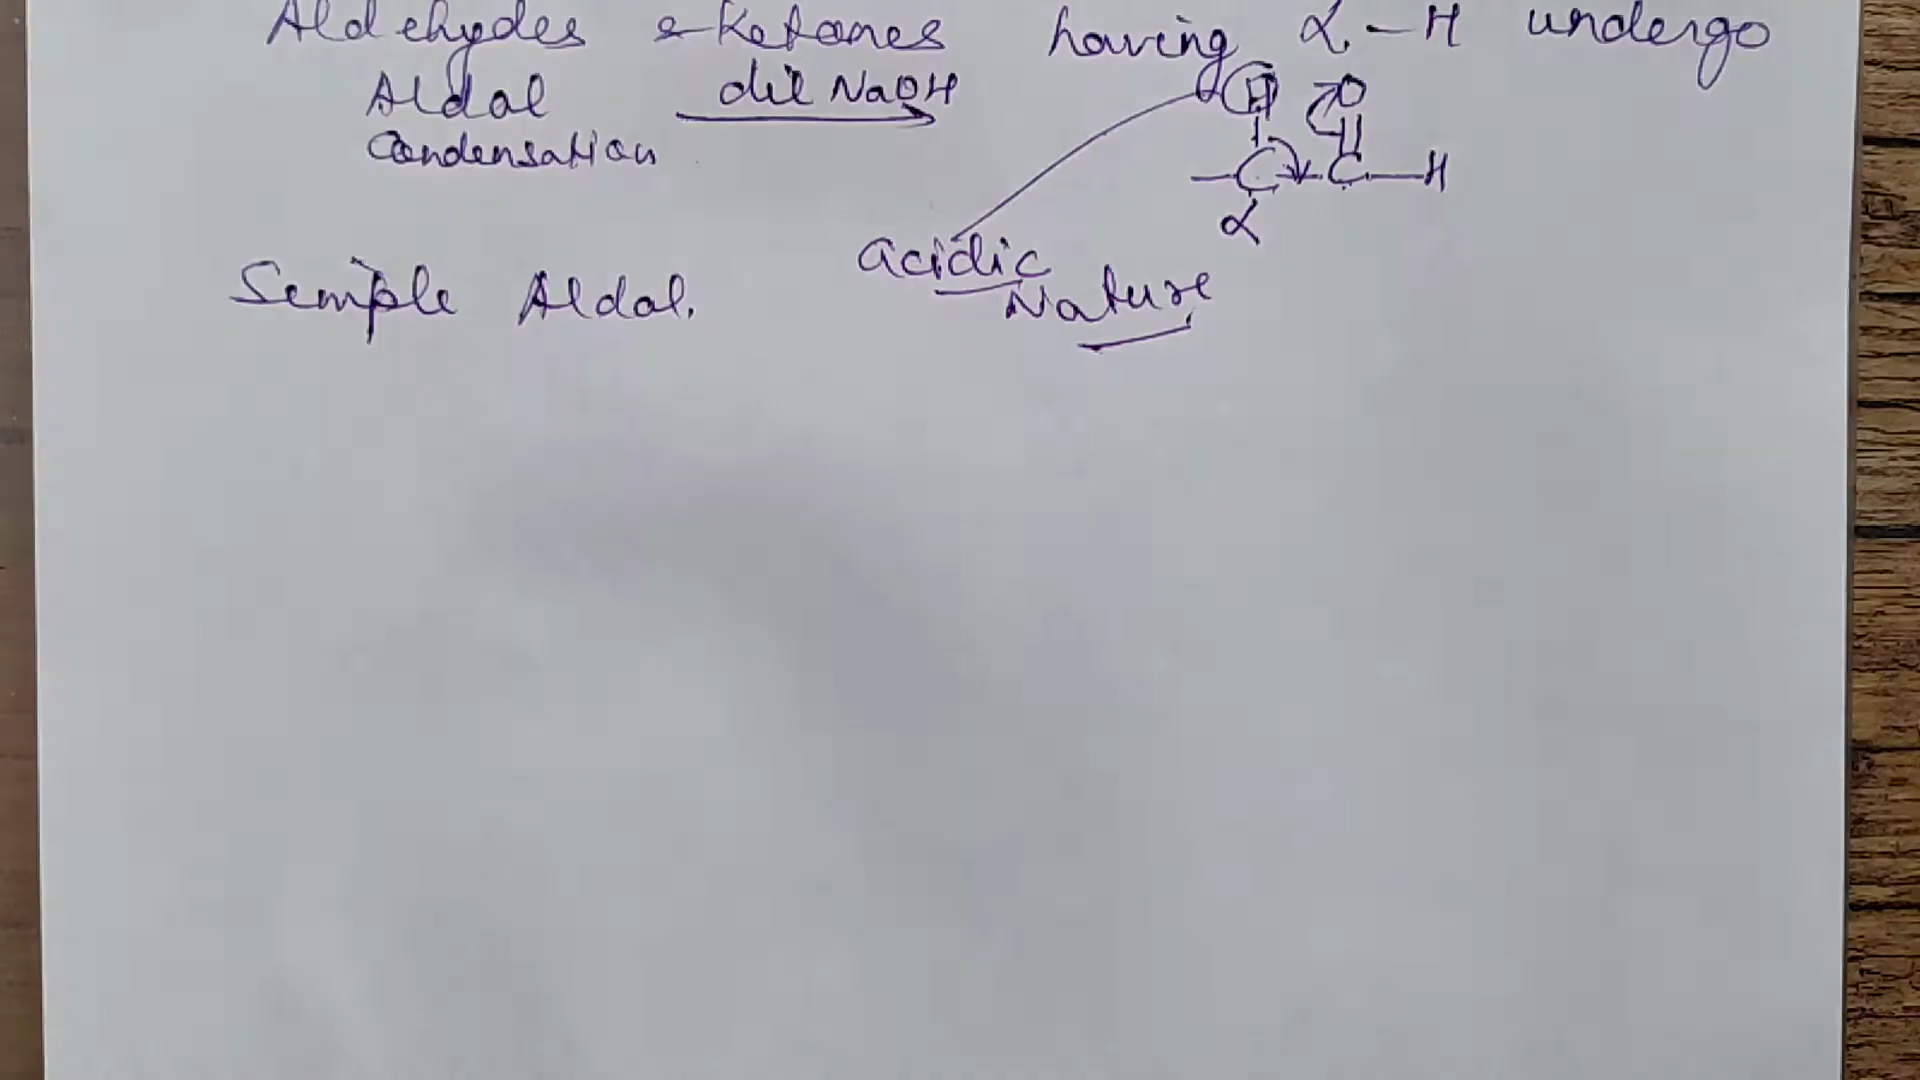 Aldehydes & Ketones having α-H undergo
Aldol dil NaOH
Condensation
H O
-C-C-H
α
acidic
Nature
Simple Aldol.